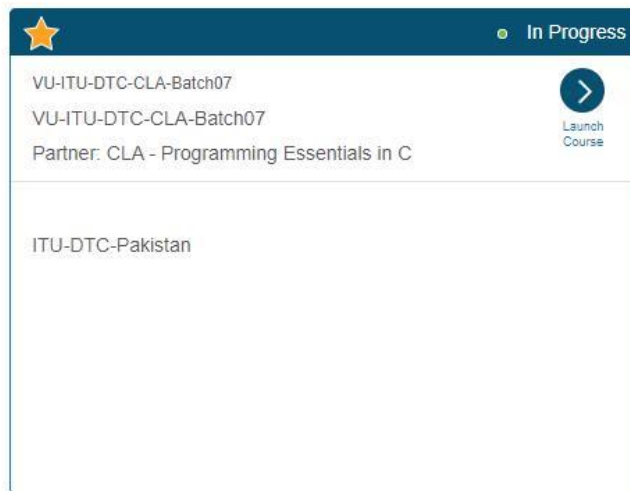 In Progress
VU-ITU-DTC-CLA-Batch07
VU-ITU-DTC-CLA-Batch07
Partner: CLA - Programming Essentials in C
Launch
Course
ITU-DTC-Pakistan